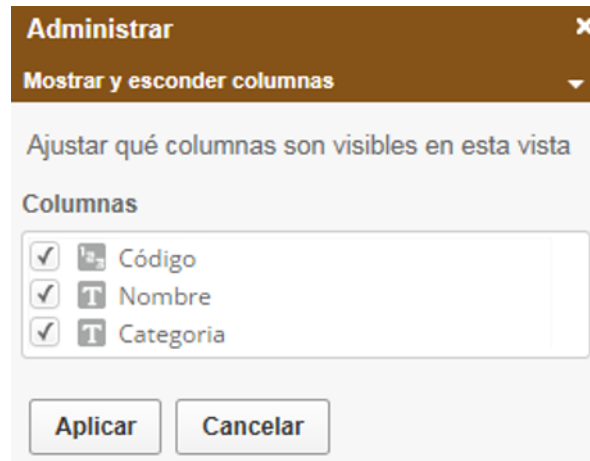 Administrar
Mostrar y esconder columnas
Ajustar qué columnas son visibles en esta vista
Columnas
Código
Nombre
Categoria
Aplicar Cancelar